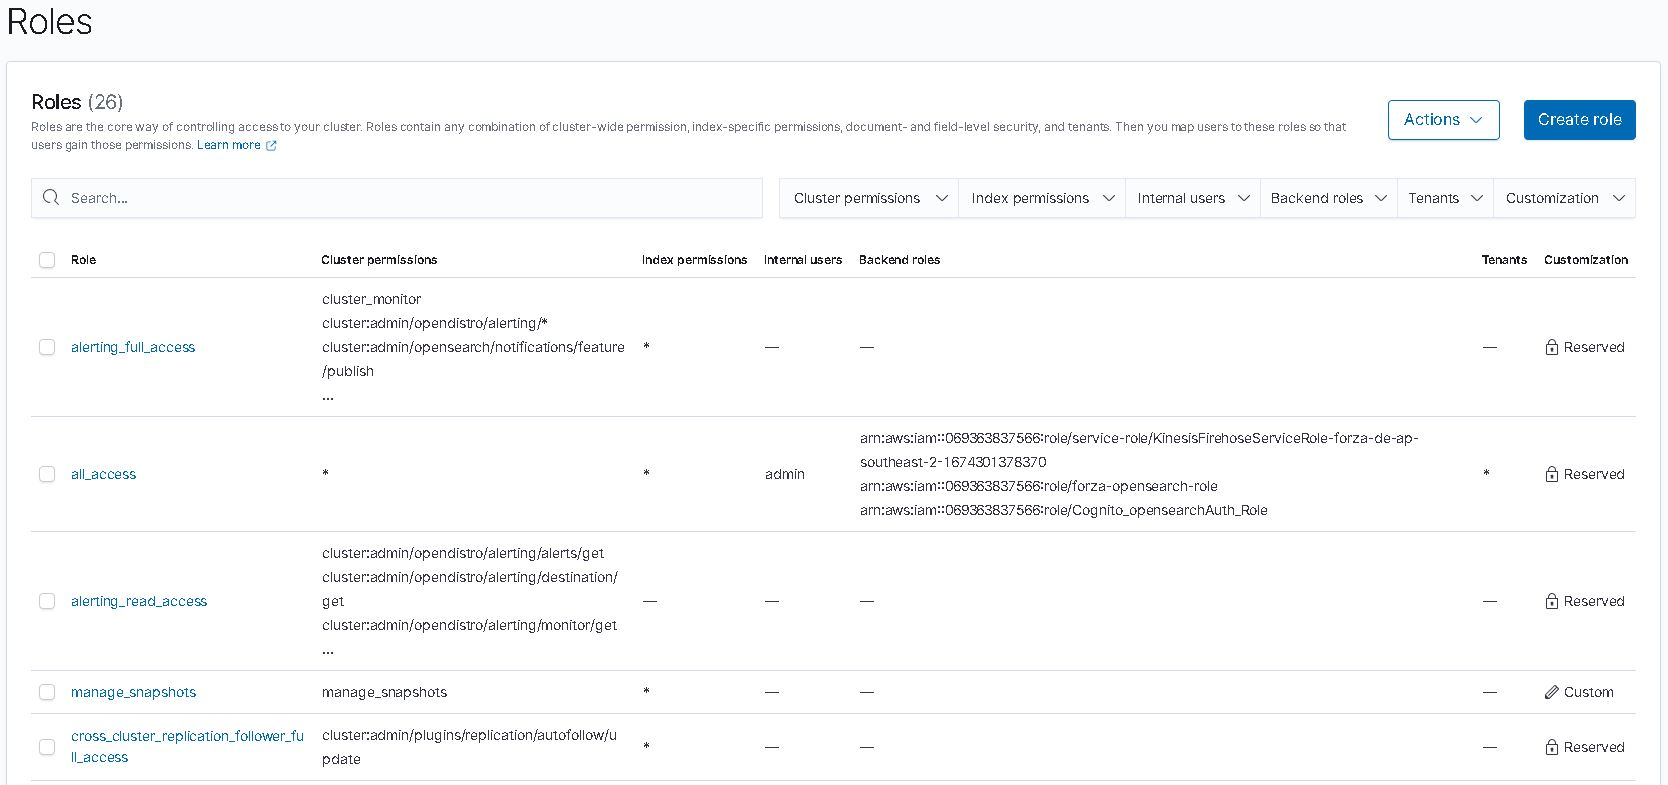 Roles
Roles (26)
Roles are the core way of controlling access to your cluster. Roles contain any combination of cluster-wide permission, index-specific permissions, document- and field-level security, and tenants. Then you map users to these roles so that
users gain those permissions. Learn more
Actions
Create role
Search...
Cluster permissions
Index permissions
Internal users
Backend roles
Tenants
Customization
Role Cluster permissions Index permissions Internal users Backend roles Tenants Customization
cluster_monitor
cluster:admin/opendistro/alerting/*
alerting_full_access cluster:admin/opensearch/notifications/feature * — — — Reserved
/publish
...
arn:aws:iam::069363837566:role/service-role/KinesisFirehoseServiceRole-forza-de-ap-
southeast-2-1674301378370
all_access * * admin * Reserved
arn:aws:iam::069363837566:role/forza-opensearch-role
arn:aws:iam::069363837566:role/Cognito_opensearchAuth_Role
cluster:admin/opendistro/alerting/alerts/get
cluster:admin/opendistro/alerting/destination/
alerting_read_access get — — — — Reserved
cluster:admin/opendistro/alerting/monitor/get
...
manage_snapshots manage_snapshots * — — — Custom
cross_cluster_replication_follower_fu cluster:admin/plugins/replication/autofollow/u * — — — Reserved
ll_access pdate